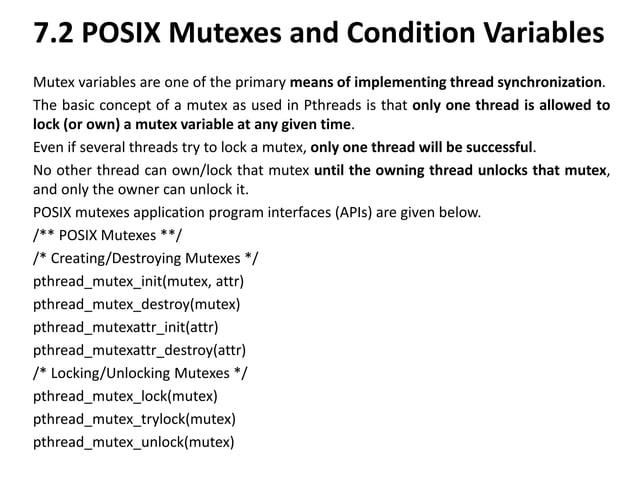 7.2 POSIX Mutexes and Condition Variables
Mutex variables are one of the primary means of implementing thread synchronization.
The basic concept of a mutex as used in Pthreads is that only one thread is allowed to
lock (or own) a mutex variable at any given time.
Even if several threads try to lock a mutex, only one thread will be successful.
No other thread can own/lock that mutex until the owning thread unlocks that mutex,
and only the owner can unlock it.
POSIX mutexes application program interfaces (APIs) are given below.
/** POSIX Mutexes **/
/* Creating/Destroying Mutexes */
pthread_mutex_init(mutex, attr)
pthread_mutex_destroy(mutex)
pthread_mutexattr_init(attr)
pthread_mutexattr_destroy(attr)
/* Locking/Unlocking Mutexes */
pthread_mutex_lock(mutex)
pthread_mutex_trylock(mutex)
pthread_mutex_unlock(mutex)